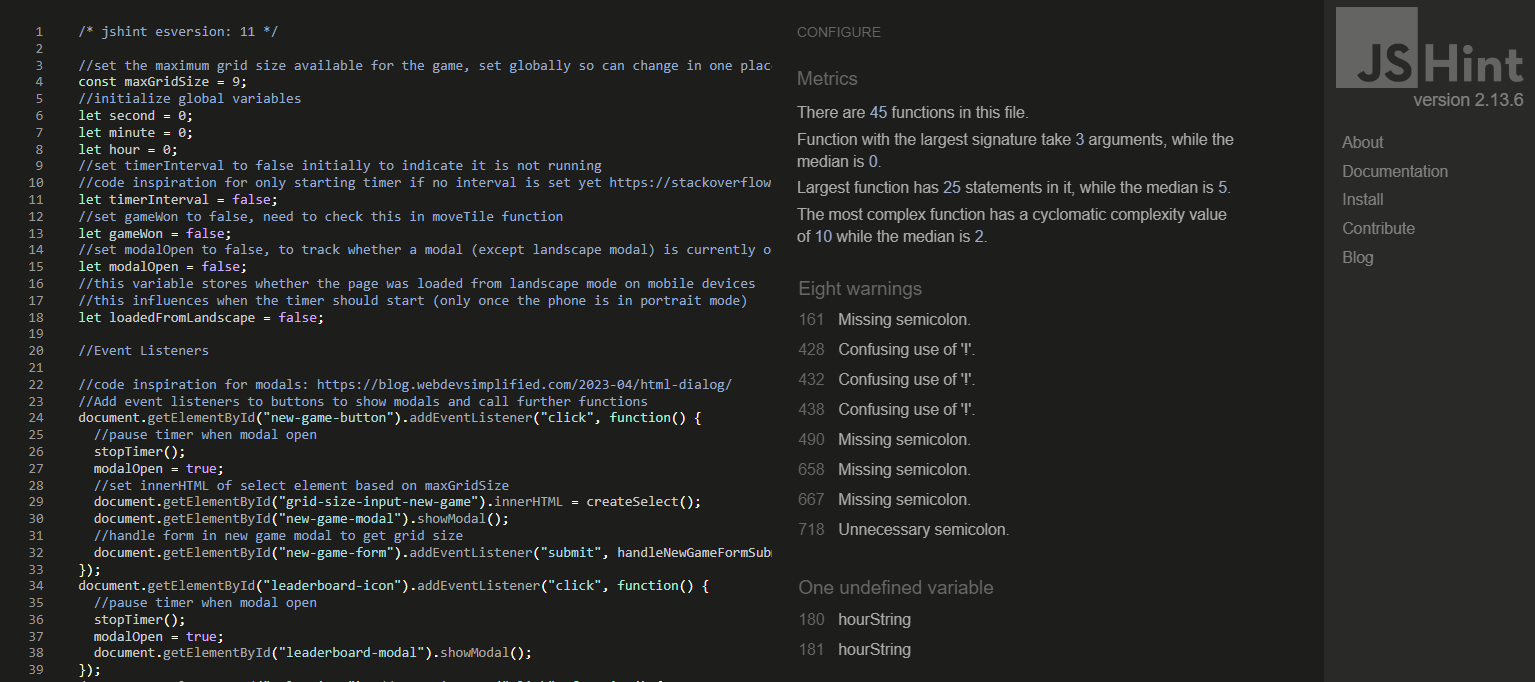 1 /* jshint esversion: 11 */
2
3 //set the maximum grid size available for the game, set globally so can change in one plac
4 const maxGridSize = 9;
5 //initialize global variables
6 let second = 0;
7 let minute = 0;
8 let hour = 0;
9 //set timerInterval to false initially to indicate it is not running
10 //code inspiration for only starting timer if no interval is set yet https://stackoverflow
11 let timerInterval = false;
12 //set gameWon to false, need to check this in moveTile function
13 let gameWon = false;
14 //set modalOpen to false, to track whether a modal (except landscape modal) is currently o
15 let modalOpen = false;
16 //this variable stores whether the page was loaded from landscape mode on mobile devices
17 //this influences when the timer should start (only once the phone is in portrait mode)
18 let loadedFromLandscape = false;
19
20 //Event Listeners
21
22 //code inspiration for modals: https://blog.webdevsimplified.com/2023-04/html-dialog/
23 //Add event listeners to buttons to show modals and call further functions
24 document.getElementById("new-game-button").addEventListener("click", function() {
25 //pause timer when modal open
26 stopTimer();
27 modalOpen = true;
28 //set innerHTML of select element based on maxGridSize
29 document.getElementById("grid-size-input-new-game").innerHTML = createSelect();
30 document.getElementById("new-game-modal").showModal();
31 //handle form in new game modal to get grid size
32 document.getElementById("new-game-form").addEventListener("submit", handleNewGameFormSub
33 });
34 document.getElementById("leaderboard-icon").addEventListener("click", function() {
35 //pause timer when modal open
36 stopTimer();
37 modalOpen = true;
38 document.getElementById("leaderboard-modal").showModal();
39 });
CONFIGURE
Metrics
There are 45 functions in this file.
Function with the largest signature take 3 arguments, while the
median is 0.
Largest function has 25 statements in it, while the median is 5.
The most complex function has a cyclomatic complexity value
of 10 while the median is 2.
Eight warnings
161 Missing semicolon.
428 Confusing use of '!'.
432 Confusing use of '!'.
438 Confusing use of '!'.
490 Missing semicolon.
658 Missing semicolon.
667 Missing semicolon.
718 Unnecessary semicolon.
One undefined variable
180 hourString
181 hourString
JSHint
version 2.13.6
About
Documentation
Install
Contribute
Blog